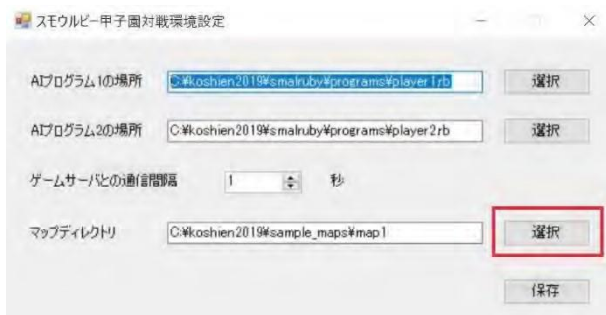 スモウルビー甲子園対戦環境設定
AIプログラム1の場所 C:¥koshien2019¥smalruby¥programs¥player1.rb 選択
AIプログラム2の場所 C:¥koshien2019¥smalruby¥programs¥player2.rb 選択
ゲームサーバとの通信間隔 1 秒
マップディレクトリ C:¥koshien2019¥sample_maps¥map1 選択
保存